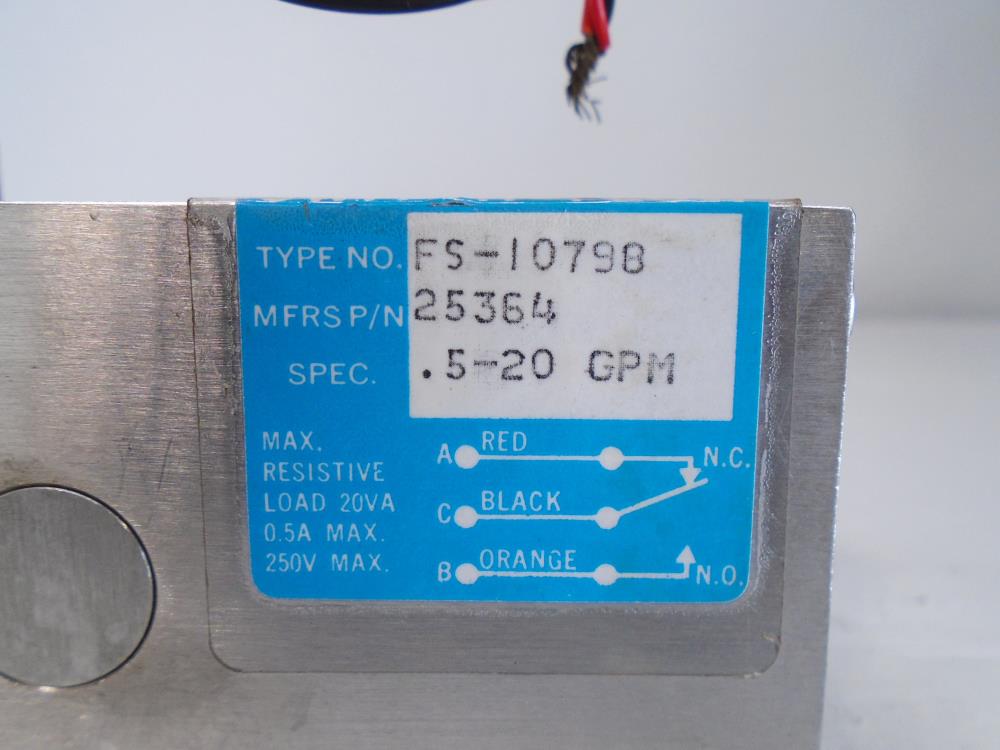 TYPE NO. FS-10798
MFRS P/N 25364
SPEC. .5-20 GPM
MAX.
RESISTIVE
LOAD 20VA
0.5A MAX.
250V MAX.
A RED N.C.
C BLACK
B ORANGE N.O.